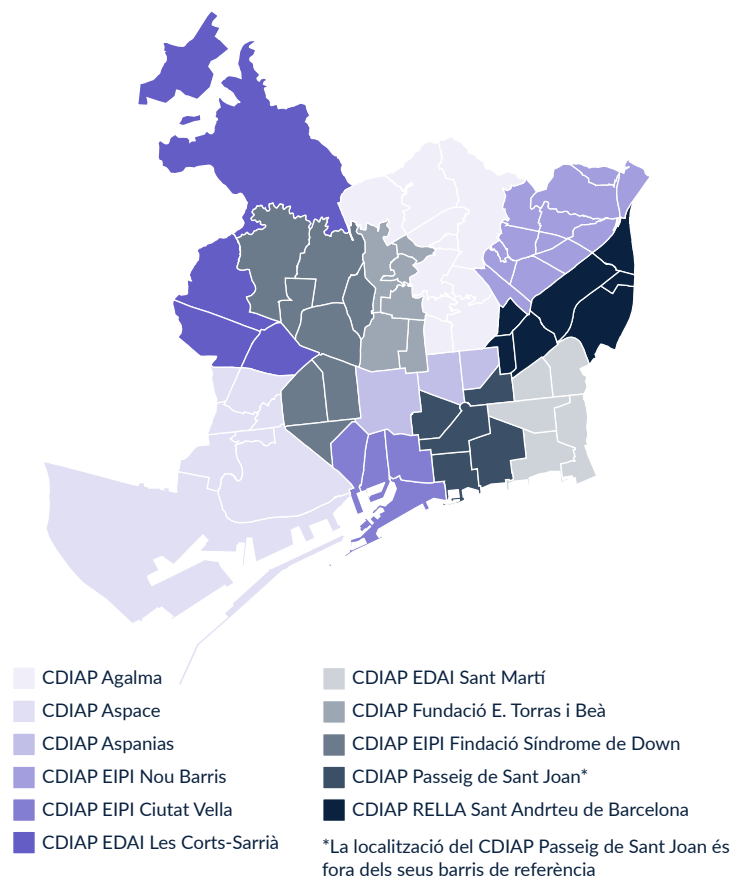 CDIAP Agalma
CDIAP Aspace
CDIAP Aspanias
CDIAP EIPI Nou Barris
CDIAP EIPI Ciutat Vella
CDIAP EDAI Les Corts-Sarrià
CDIAP EDAI Sant Martí
CDIAP Fundació E. Torras i Beà
CDIAP EIPI Findació Síndrome de Down
CDIAP Passeig de Sant Joan*
CDIAP RELLA Sant Andrteu de Barcelona
*La localització del CDIAP Passeig de Sant Joan és
fora dels seus barris de referència